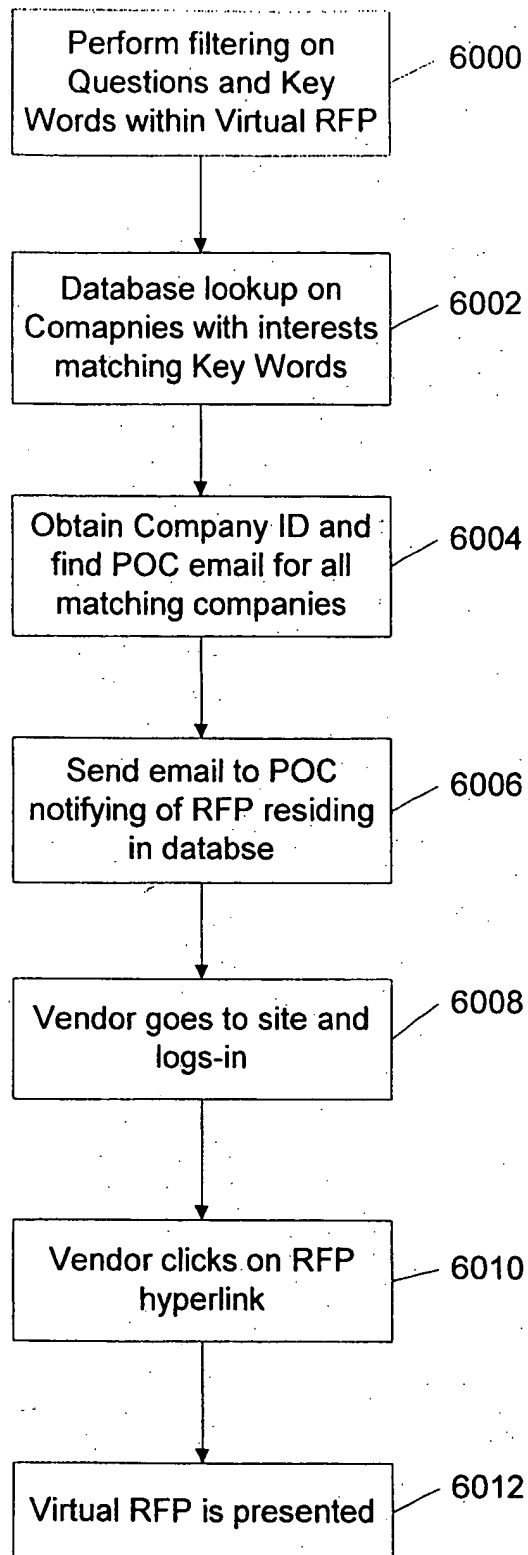 Perform filtering on
Questions and Key
Words within Virtual RFP
6000
Database lookup on
Comapnies with interests
matching Key Words
6002
Obtain Company ID and
find POC email for all
matching companies
6004
Send email to POC
notifying of RFP residing
in databse
6006
Vendor goes to site and
logs-in
6008
Vendor clicks on RFP
hyperlink
6010
Virtual RFP is presented
6012